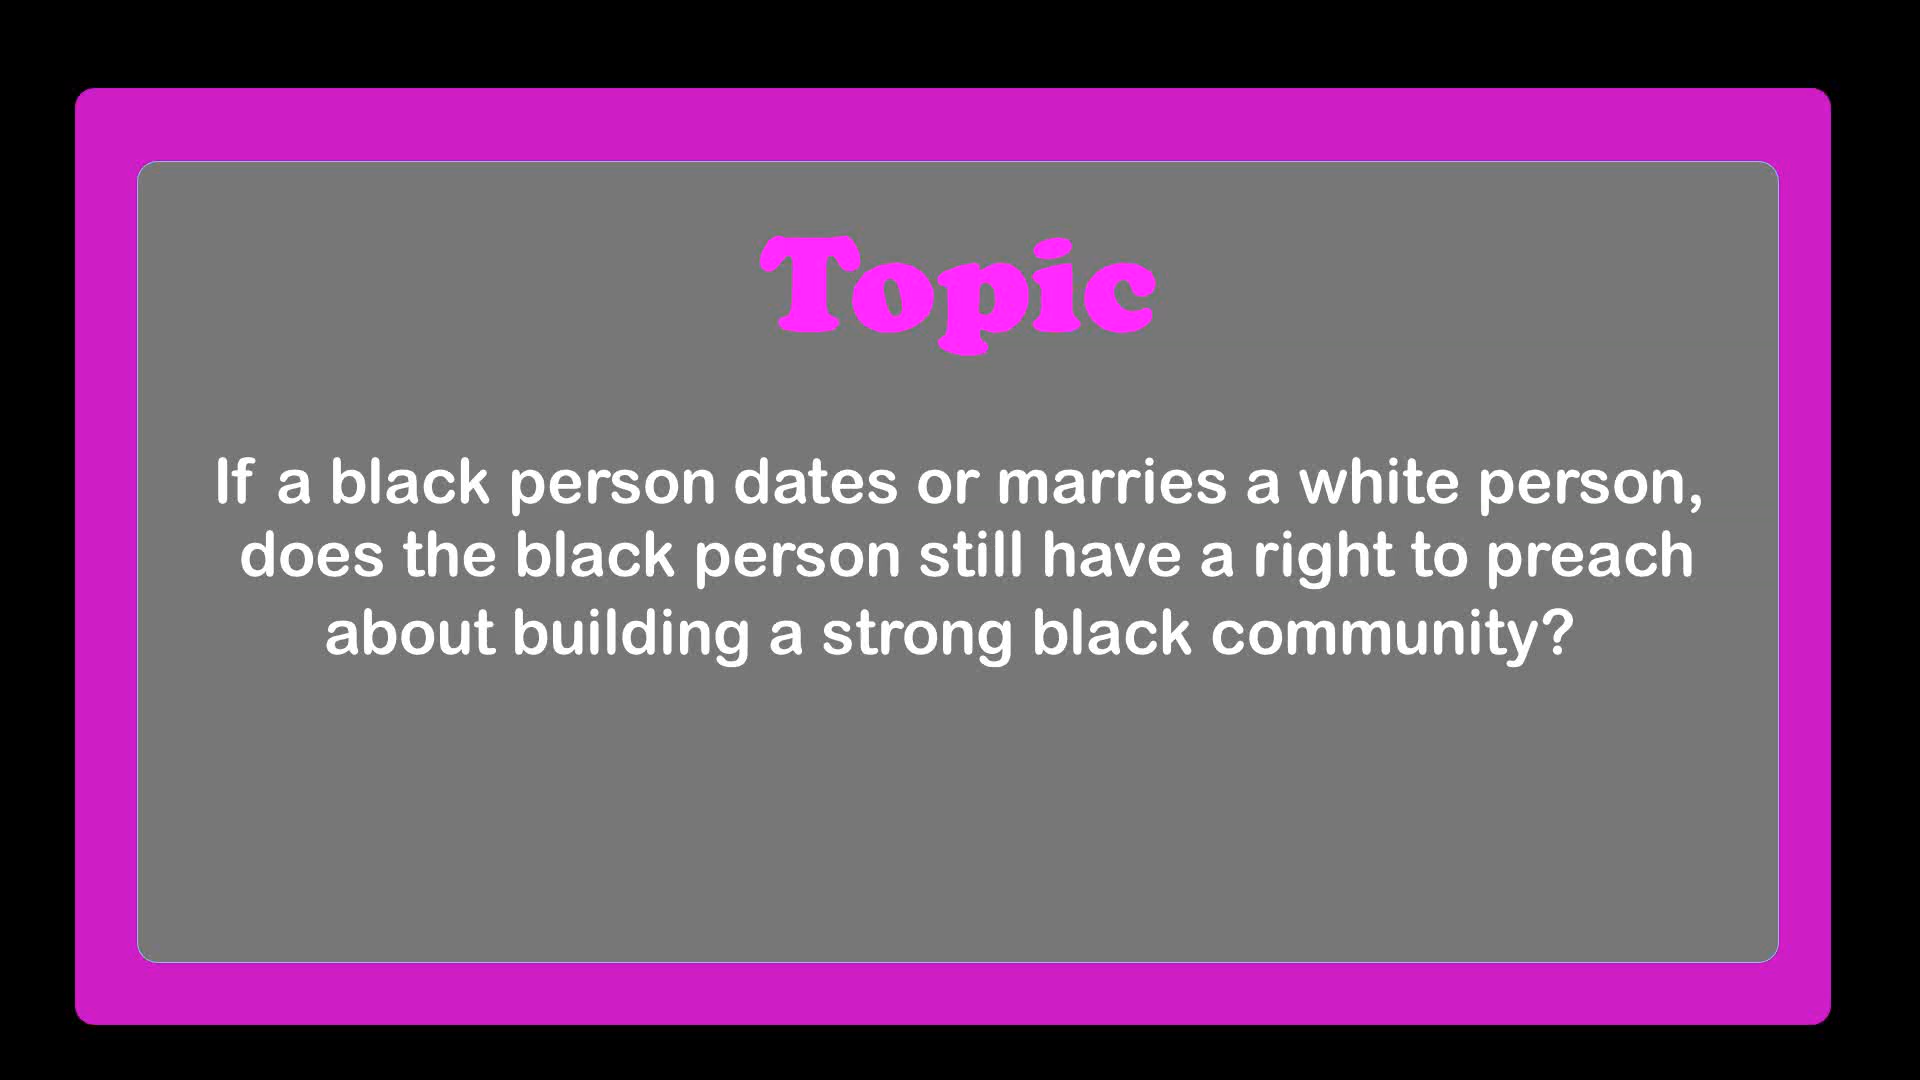 Topic
If a black person dates or marries a white person,
does the black person still have a right to preach
about building a strong black community?